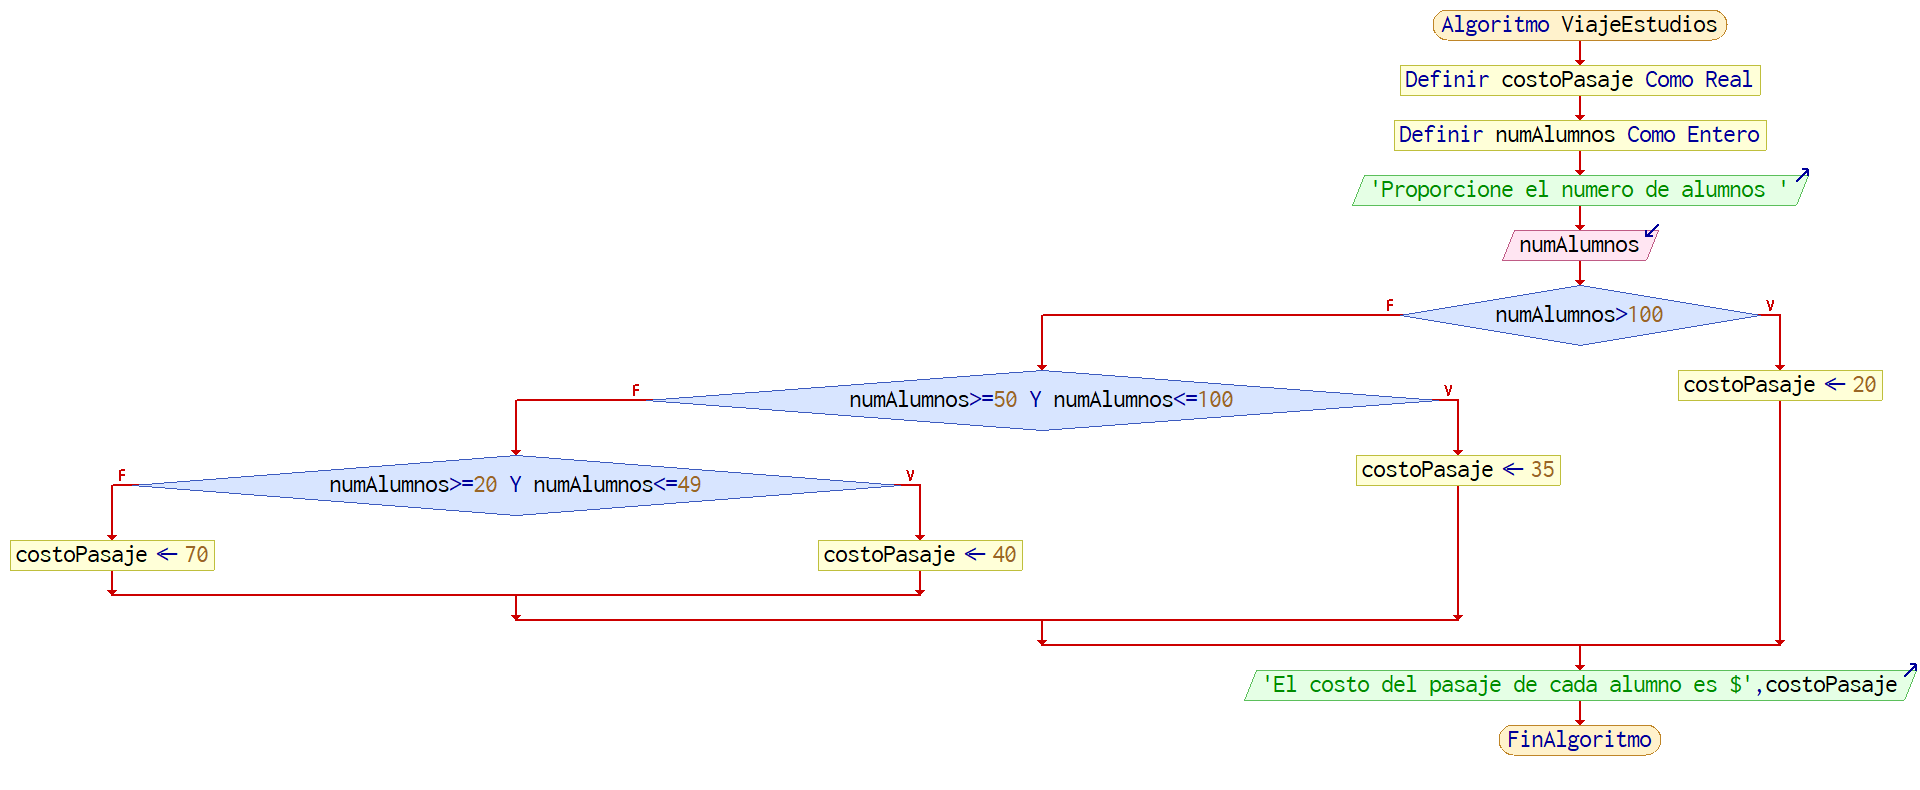 Algoritmo ViajeEstudios
Definir costoPasaje Como Real
Definir numAlumnos Como Entero
'Proporcione el numero de alumnos '
numAlumnos
F
numAlumnos>100
V
F
numAlumnos>=50 Y numAlumnos<=100
V
costoPasaje ← 20
F
numAlumnos>=20 Y numAlumnos<=49
V
costoPasaje ← 35
costoPasaje ← 70
costoPasaje ← 40
'El costo del pasaje de cada alumno es $',costoPasaje
FinAlgoritmo